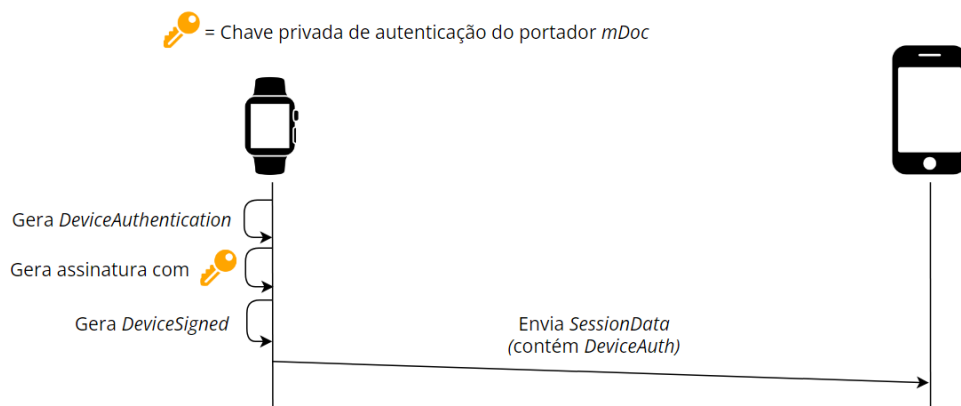 = Chave privada de autenticação do portador mDoc
Gera DeviceAuthentication
Gera assinatura com
Gera DeviceSigned
Envia SessionData
(contém DeviceAuth)